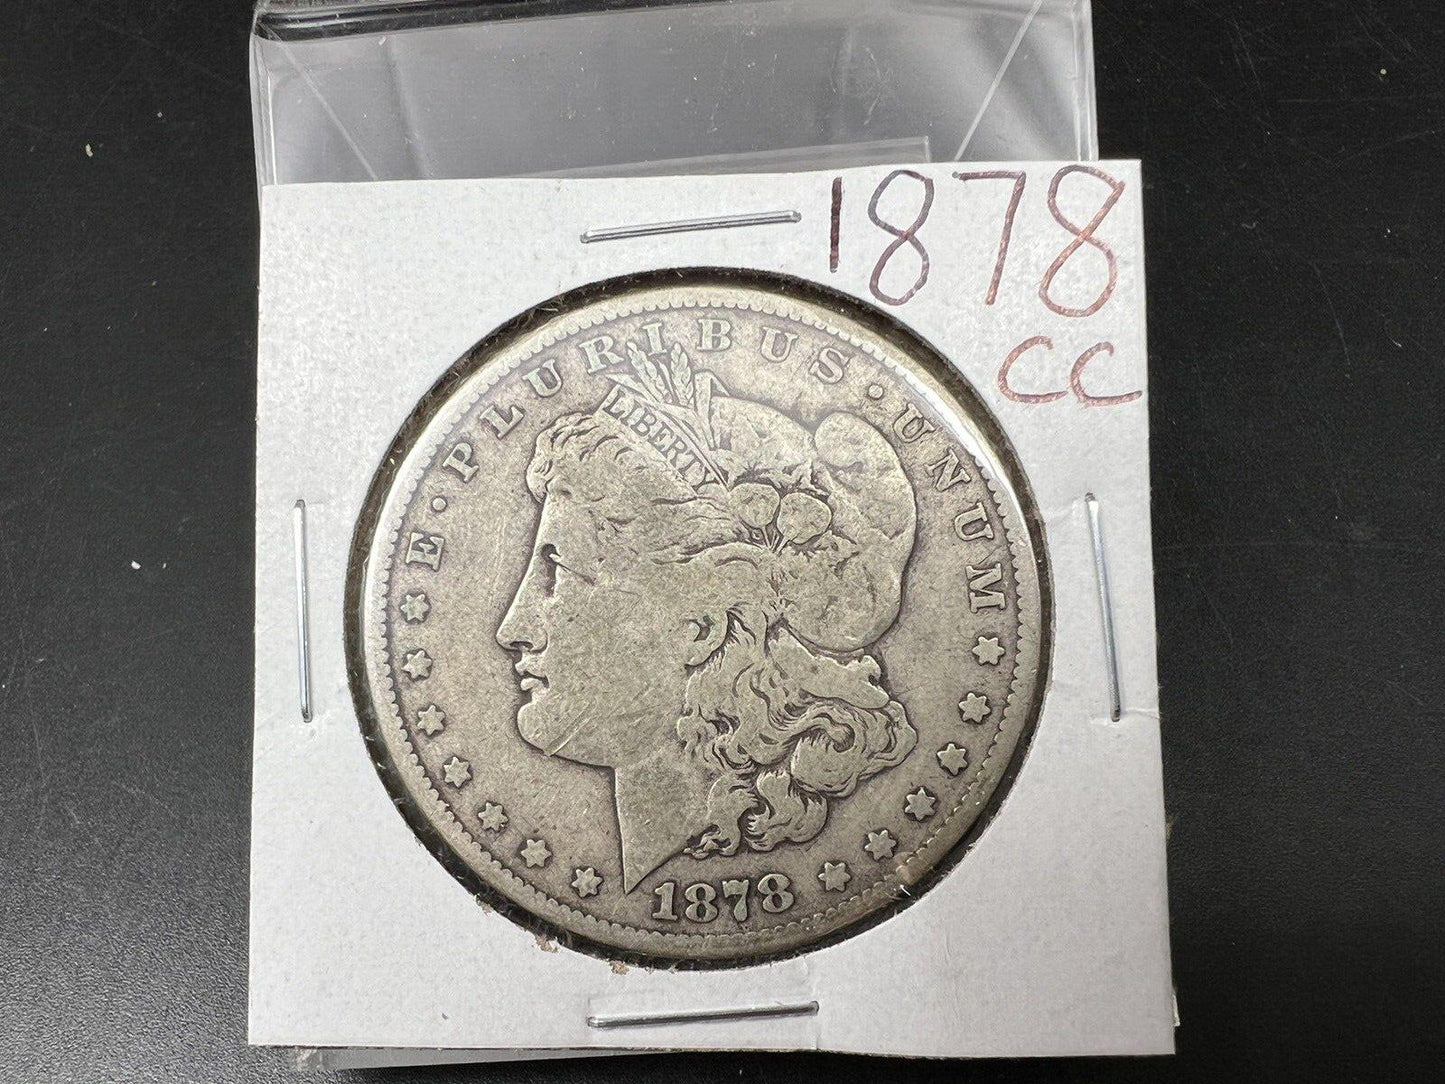 1878
CC
E · PLURIBUS · UNUM
LIBERTY
1878